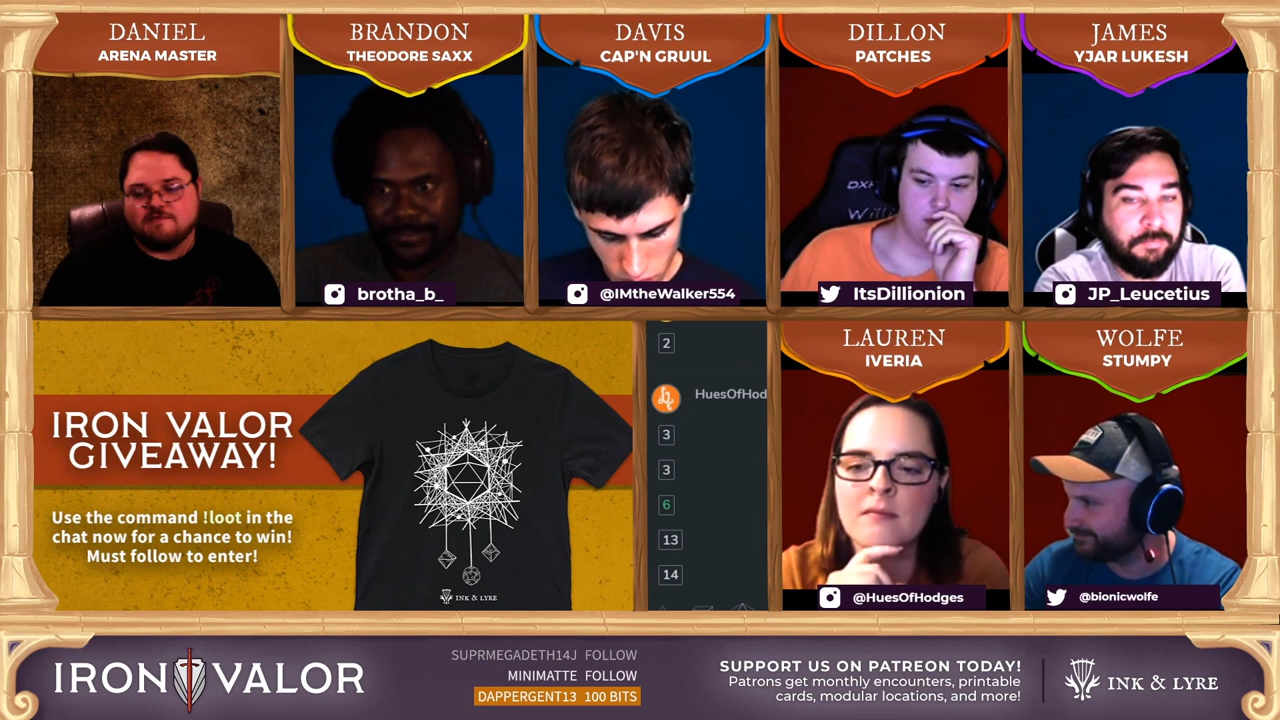 DANIEL
ARENA MASTER
BRANDON
THEODORE SAXX
DAVIS
CAP'N GRUUL
DILLON
PATCHES
JAMES
YJAR LUKESH
brotha_b_
@IMtheWalker554
ItsDillionion
JP_Leucetius
IRON VALOR
GIVEAWAY!
Use the command !loot in the
chat now for a chance to win!
Must follow to enter!
INK & LYRE
2
HuesOfHod
3
3
6
13
14
LAUREN
IVERIA
WOLFE
STUMPY
@HuesOfHodges
@bionicwolfe
IRON VALOR
SUPRMEGADETH14J FOLLOW
MINIMATTE FOLLOW
DAPPERGENT13 100 BITS
SUPPORT US ON PATREON TODAY!
Patrons get monthly encounters, printable
cards, modular locations, and more!
INK & LYRE